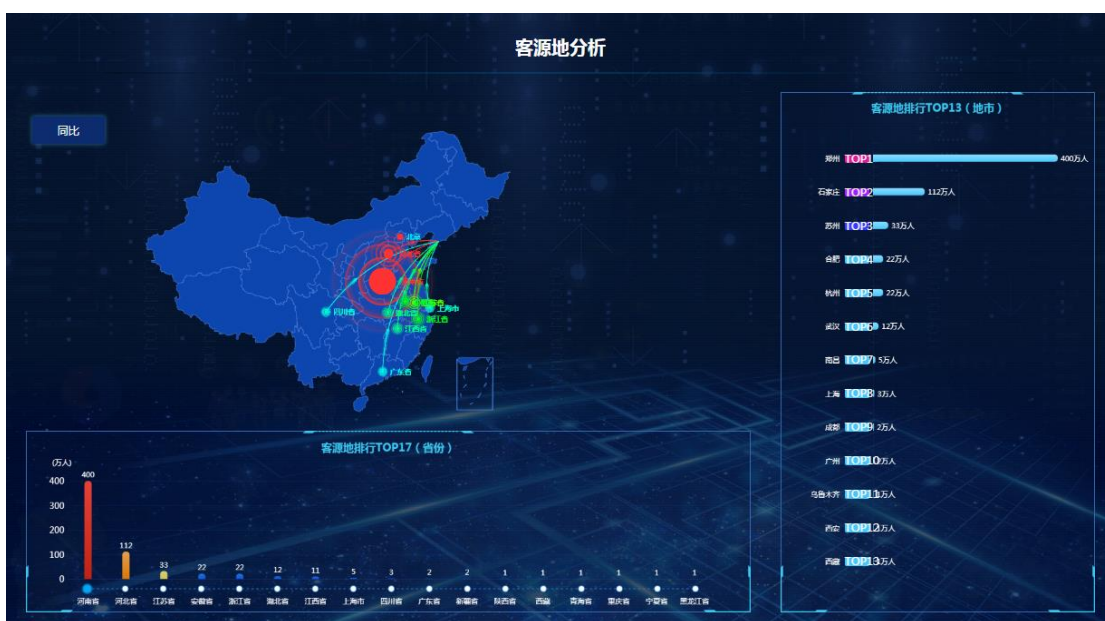 客源地分析
同比
北京
四川省
湖北省
上海市
浙江省
江西省
广东省
客源地排行TOP13（地市）
郑州 TOP1 400万人
石家庄 TOP2 112万人
苏州 TOP3 33万人
合肥 TOP4 22万人
杭州 TOP5 22万人
武汉 TOP6 12万人
南昌 TOP7 5万人
上海 TOP8 3万人
成都 TOP9 2万人
广州 TOP10 万人
乌鲁木齐 TOP11 万人
西安 TOP12 万人
西藏 TOP13 万人
客源地排行TOP17（省份）
(万人)
400
300
200
100
0
400 112 33 22 22 12 11 5 3 2 2 1 1 1 1 1 1
河南省 河北省 江苏省 安徽省 浙江省 湖北省 江西省 上海市 四川省 广东省 新疆省 陕西省 西藏 青海省 重庆省 宁夏省 黑龙江省